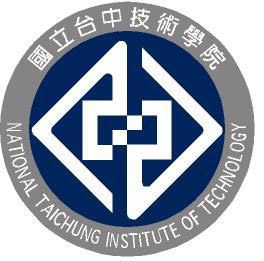 國立台中技術學院
NATIONAL TAICHUNG INSTITUTE OF TECHNOLOGY